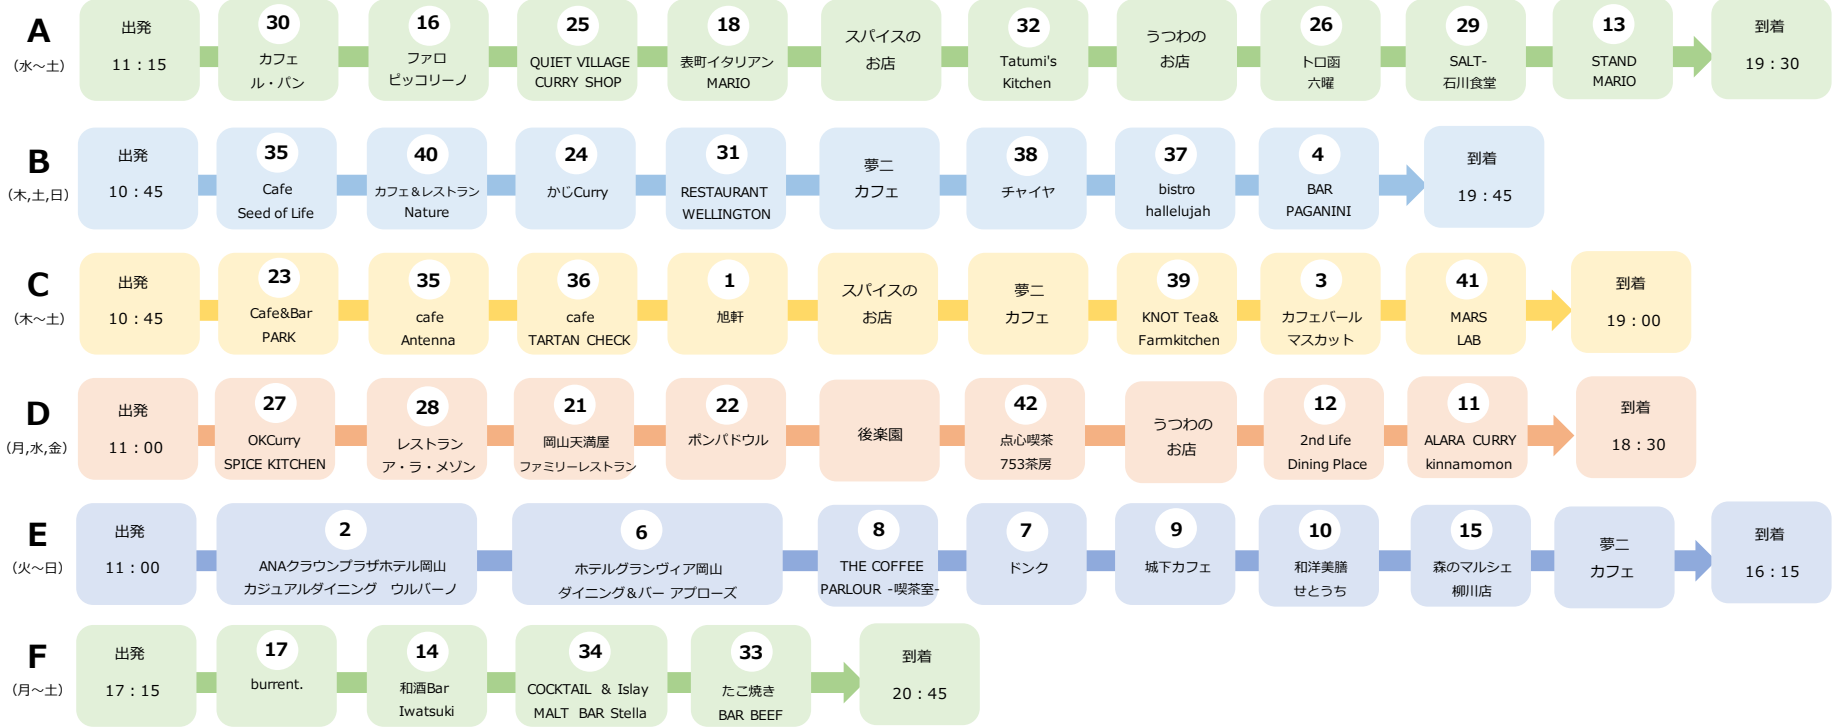 A
(水～土)
出発
11：15
30
カフェ
ル・パン
16
ファロ
ピッコリーノ
25
QUIET VILLAGE
CURRY SHOP
18
表町イタリアン
MARIO
スパイスの
お店
32
Tatumi's
Kitchen
うつわの
お店
26
トロ函
六曜
29
SALT-
石川食堂
13
STAND
MARIO
到着
19：30
B
(木,土,日)
出発
10：45
35
Cafe
Seed of Life
40
カフェ＆レストラン
Nature
24
かじCurry
31
RESTAURANT
WELLINGTON
夢二
カフェ
38
チャイヤ
37
bistro
hallelujah
4
BAR
PAGANINI
到着
19：45
C
(木～土)
出発
10：45
23
Cafe&Bar
PARK
35
cafe
Antenna
36
cafe
TARTAN CHECK
1
旭軒
スパイスの
お店
夢二
カフェ
39
KNOT Tea&
Farmkitchen
3
カフェバール
マスカット
41
MARS
LAB
到着
19：00
D
(月,水,金)
出発
11：00
27
OKCurry
SPICE KITCHEN
28
レストラン
ア・ラ・メゾン
21
岡山天満屋
ファミリーレストラン
22
ポンパドウル
後楽園
42
点心喫茶
753茶房
うつわの
お店
12
2nd Life
Dining Place
11
ALARA CURRY
kinnamomon
到着
18：30
E
(火～日)
出発
11：00
2
ANAクラウンプラザホテル岡山
カジュアルダイニング　ウルバーノ
6
ホテルグランヴィア岡山
ダイニング＆バー アプローズ
8
THE COFFEE
PARLOUR -喫茶室-
7
ドンク
9
城下カフェ
10
和洋美膳
せとうち
15
森のマルシェ
柳川店
夢二
カフェ
到着
16：15
F
(月～土)
出発
17：15
17
burrent.
14
和酒Bar
Iwatsuki
34
COCKTAIL & Islay
MALT BAR Stella
33
たこ焼き
BAR BEEF
到着
20：45